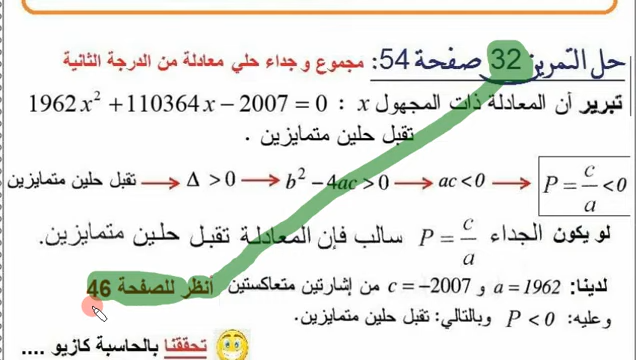 حل التمرين 32 صفحة 54: مجموع و جداء حلي معادلة من الدرجة الثانية
تبرير أن المعادلة ذات المجهول x : 1962x² +110364x − 2007 = 0
تقبل حلين متمايزين .
P = c/a <0 → ac <0 → b² − 4ac > 0 → Δ > 0 → تقبل حلين متمايزين
لو يكون الجداء P = c/a سالب فإن المعادلة تقبل حلين متمايزين.
لدينا: a = 1962 و c = −2007 من إشارتين متعاكستين أنظر للصفحة 46
وعليه: P < 0 وبالتالي: تقبل حلين متمايزين.
تحققنا بالحاسبة كازيو ....